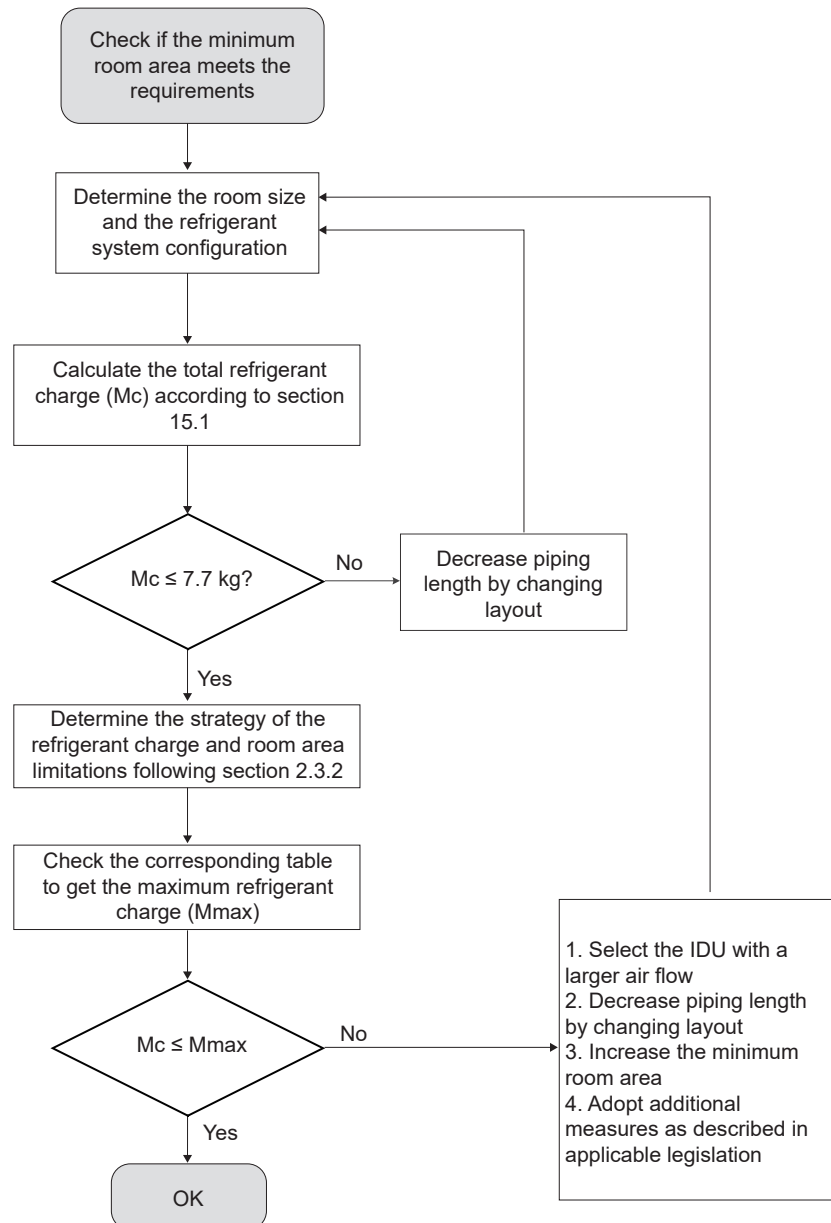 Check if the minimum
room area meets the
requirements
Determine the room size
and the refrigerant
system configuration
Calculate the total refrigerant
charge (Mc) according to section
15.1
Mc ≤ 7.7 kg?
No
Decrease piping
length by changing
layout
Yes
Determine the strategy of the
refrigerant charge and room area
limitations following section 2.3.2
Check the corresponding table
to get the maximum refrigerant
charge (Mmax)
Mc ≤ Mmax
No
1. Select the IDU with a
larger air flow
2. Decrease piping length
by changing layout
3. Increase the minimum
room area
4. Adopt additional
measures as described in
applicable legislation
Yes
OK